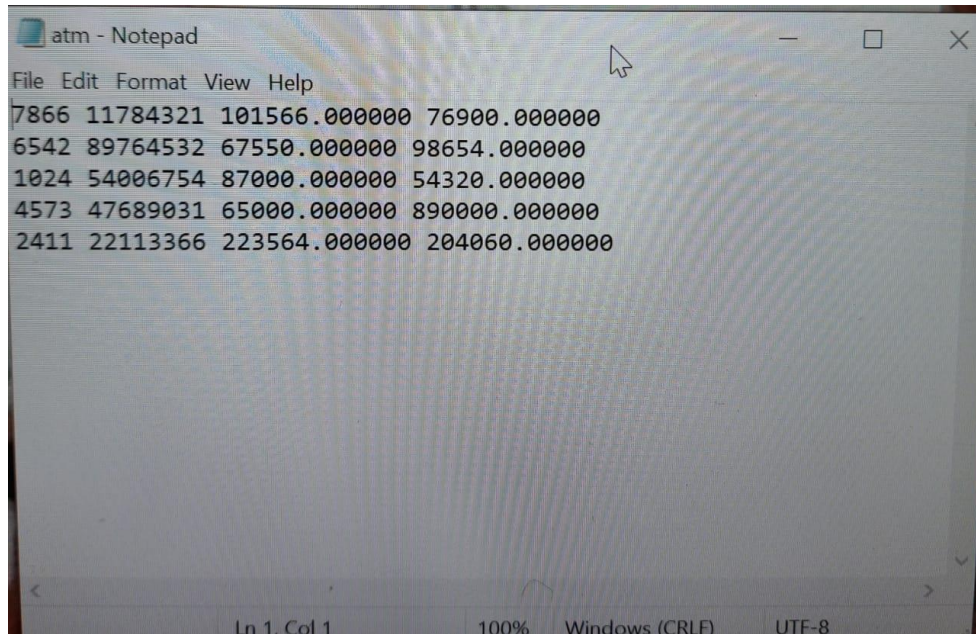 atm - Notepad
File Edit Format View Help
7866 11784321 101566.000000 76900.000000
6542 89764532 67550.000000 98654.000000
1024 54006754 87000.000000 54320.000000
4573 47689031 65000.000000 890000.000000
2411 22113366 223564.000000 204060.000000
Ln 1, Col 1 100% Windows (CRLF) UTF-8